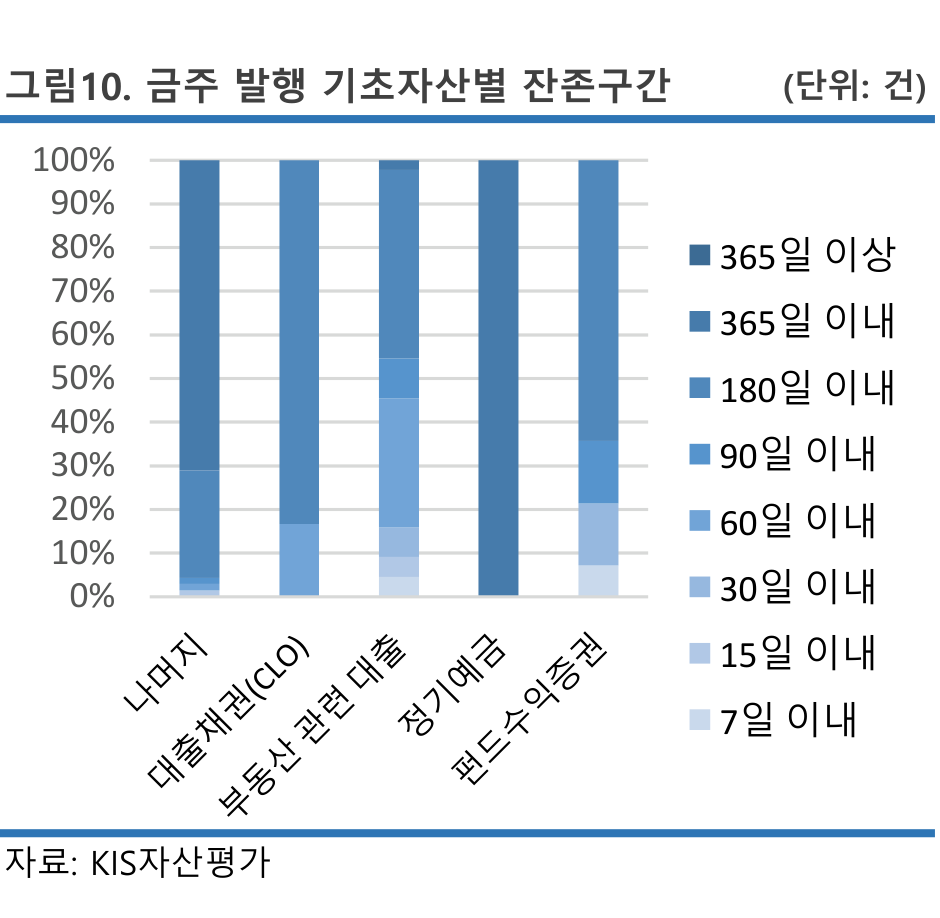 그림10. 금주 발행 기초자산별 잔존구간 (단위: 건)
100%
90%
80%
70%
60%
50%
40%
30%
20%
10%
0%
나머지
대출채권(CLO)
부동산 관련 대출
정기예금
펀드수익증권
365일 이상
365일 이내
180일 이내
90일 이내
60일 이내
30일 이내
15일 이내
7일 이내
자료: KIS자산평가